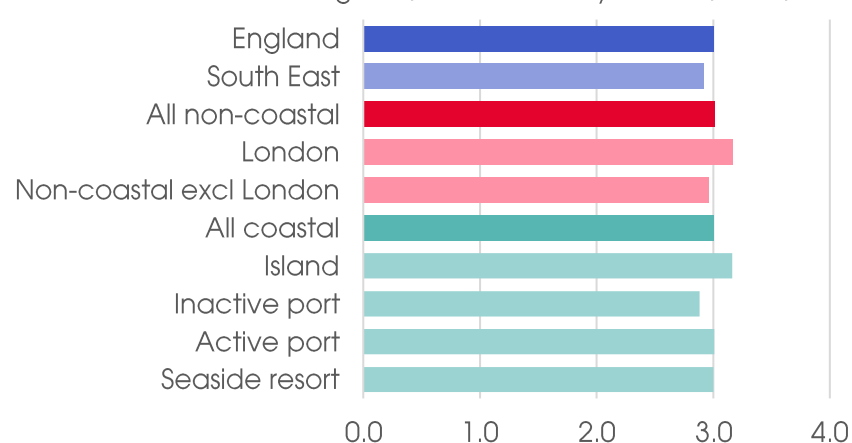 England
South East
All non-coastal
London
Non-coastal excl London
All coastal
Island
Inactive port
Active port
Seaside resort
0.0 1.0 2.0 3.0 4.0